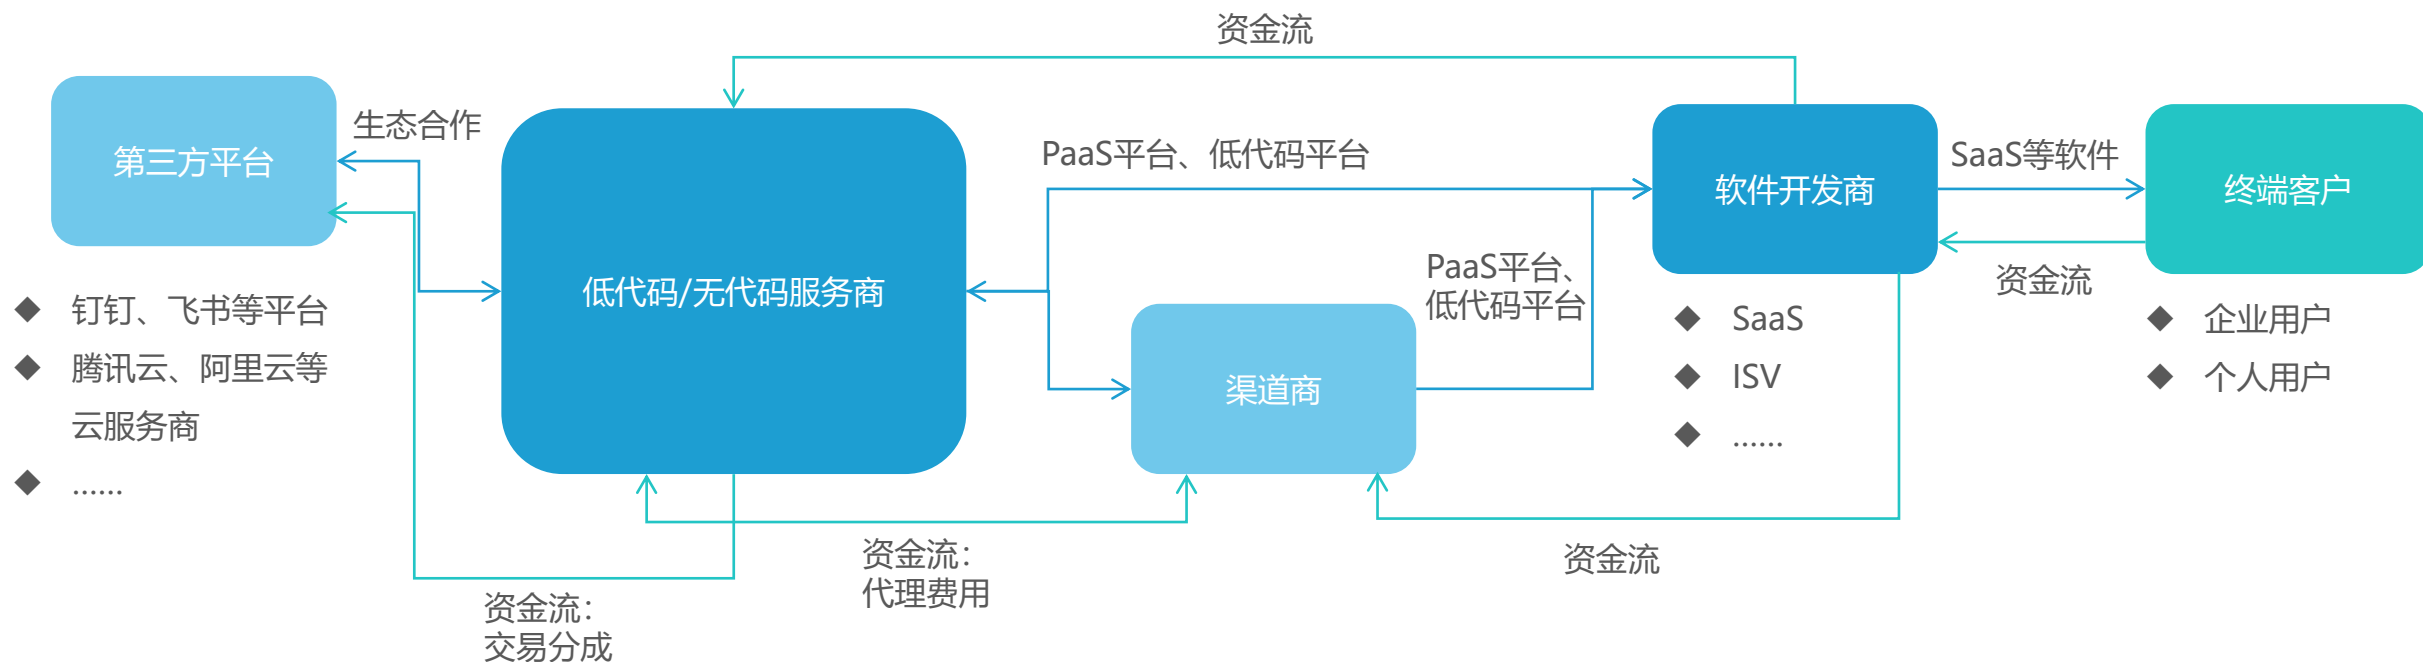 资金流
第三方平台
生态合作
低代码/无代码服务商
PaaS平台、低代码平台
软件开发商
SaaS等软件
终端客户
资金流
PaaS平台、
低代码平台
渠道商
◆ 钉钉、飞书等平台
◆ 腾讯云、阿里云等
云服务商
◆ ……
◆ SaaS
◆ ISV
◆ ……
◆ 企业用户
◆ 个人用户
资金流：
代理费用
资金流
资金流：
交易分成